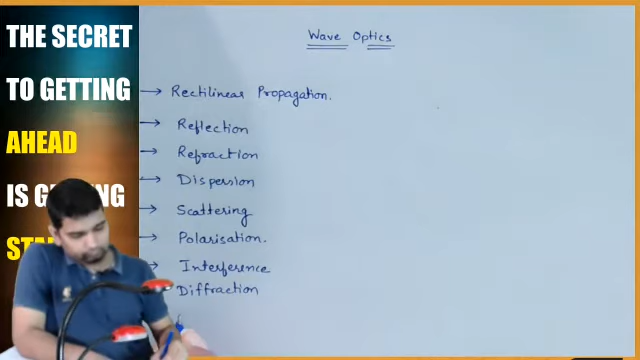 THE SECRET
TO GETTING
AHEAD
IS
Wave Optics
→ Rectilinear Propagation.
→ Reflection
→ Refraction
→ Dispersion
→ Scattering
→ Polarisation.
→ Interference
Diffraction